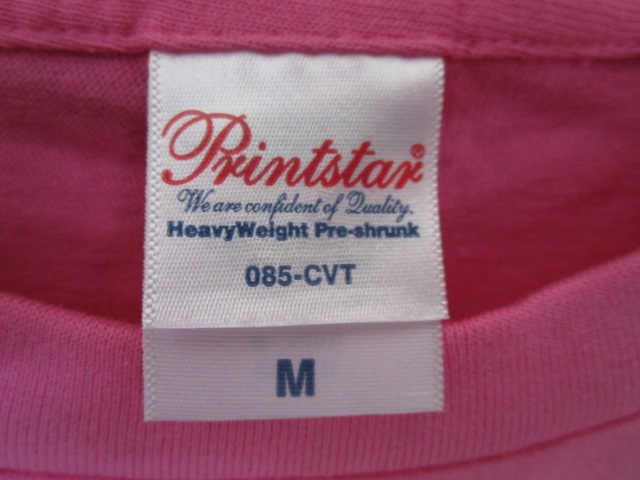 Printstar®
We are confident of Quality.
HeavyWeight Pre-shrunk
085-CVT
M